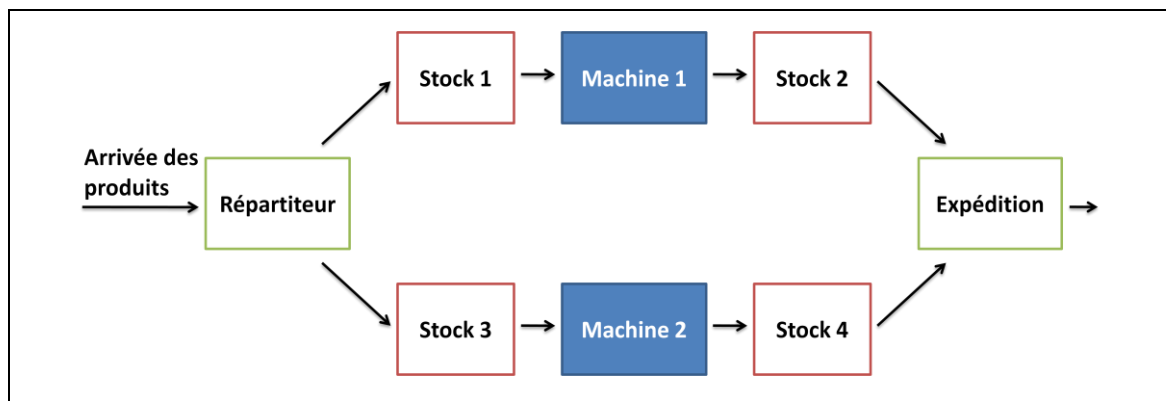 Stock 1
Machine 1
Stock 2
Arrivée des
produits
Répartiteur
Expédition
Stock 3
Machine 2
Stock 4